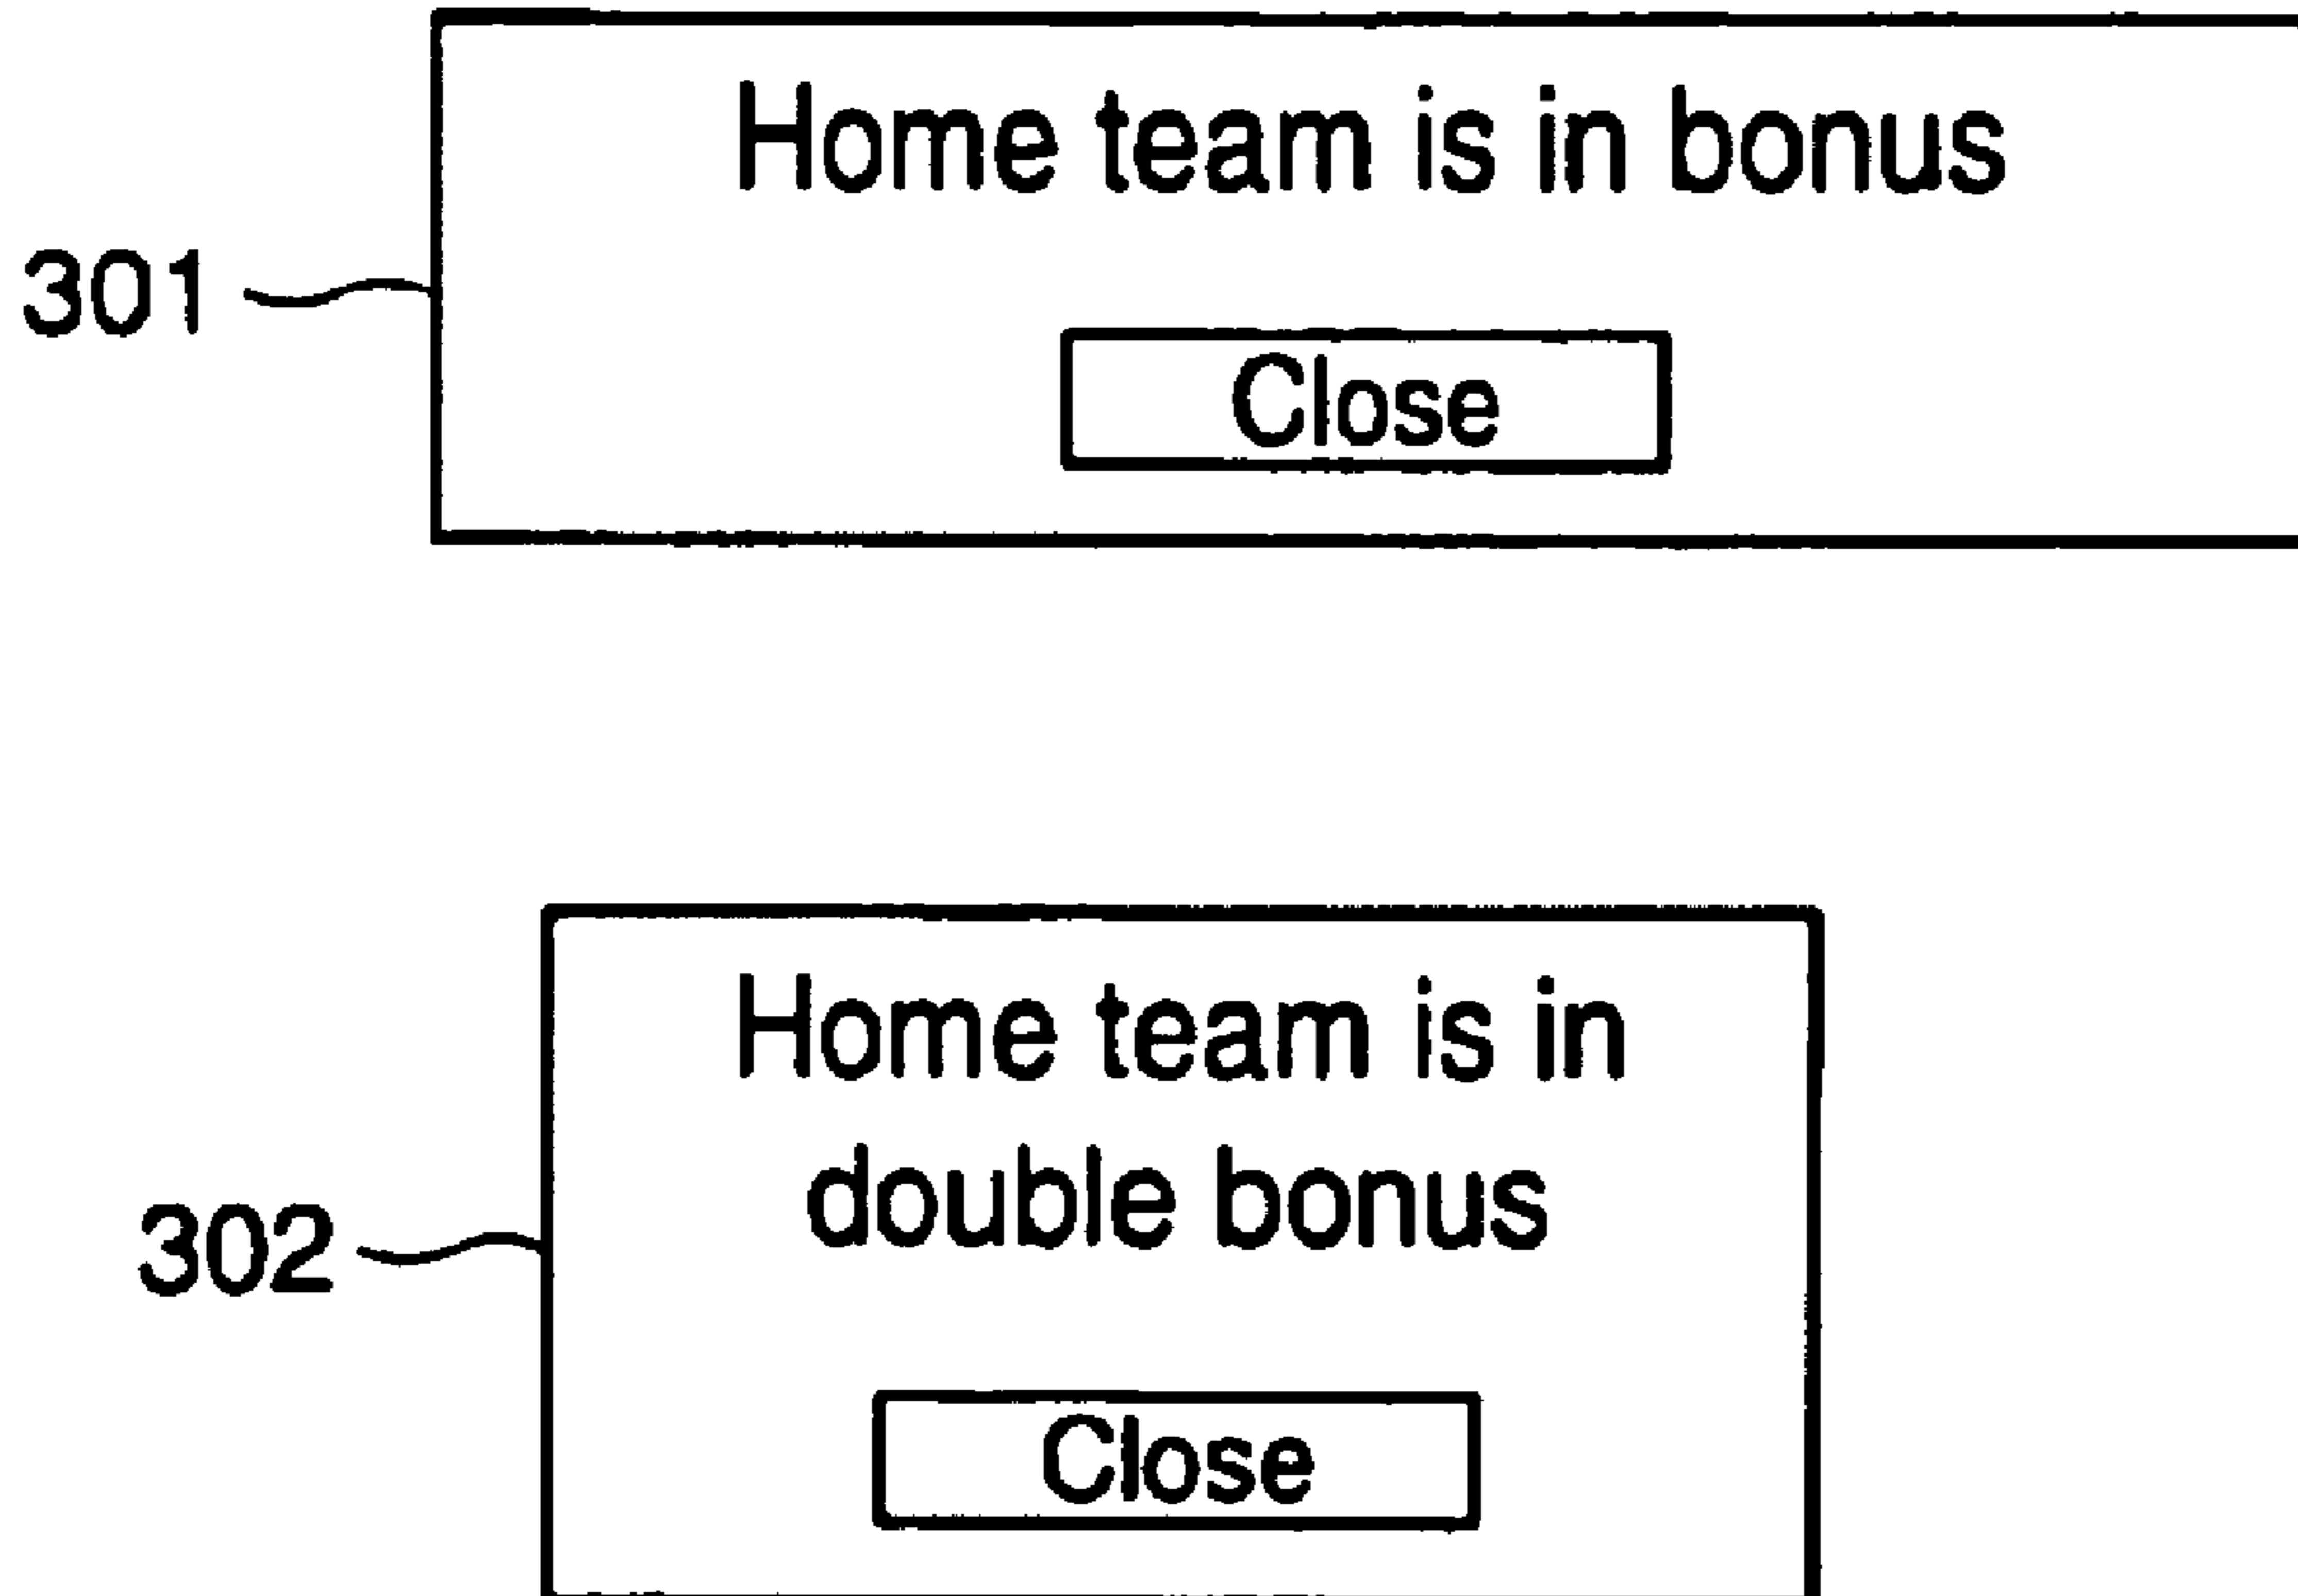 Home team is in bonus
301
Close
Home team is in
double bonus
302
Close